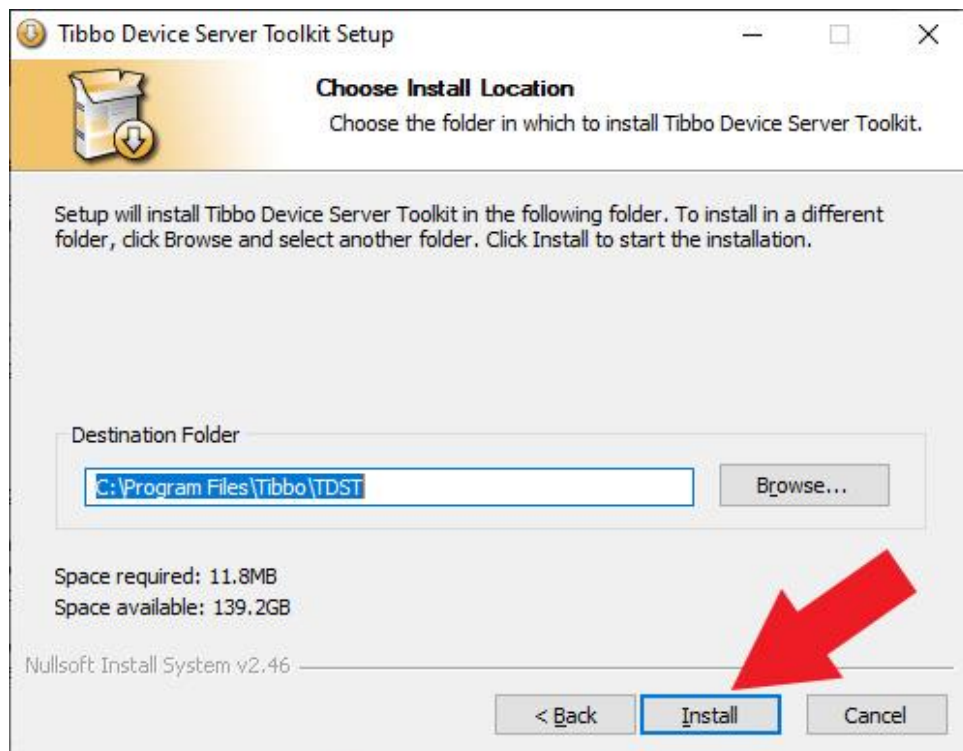 Tibbo Device Server Toolkit Setup
Choose Install Location
Choose the folder in which to install Tibbo Device Server Toolkit.
Setup will install Tibbo Device Server Toolkit in the following folder. To install in a different
folder, click Browse and select another folder. Click Install to start the installation.
Destination Folder
C:\Program Files\Tibbo\TDST
Browse...
Space required: 11.8MB
Space available: 139.2GB
Nullsoft Install System v2.46
< Back
Install
Cancel